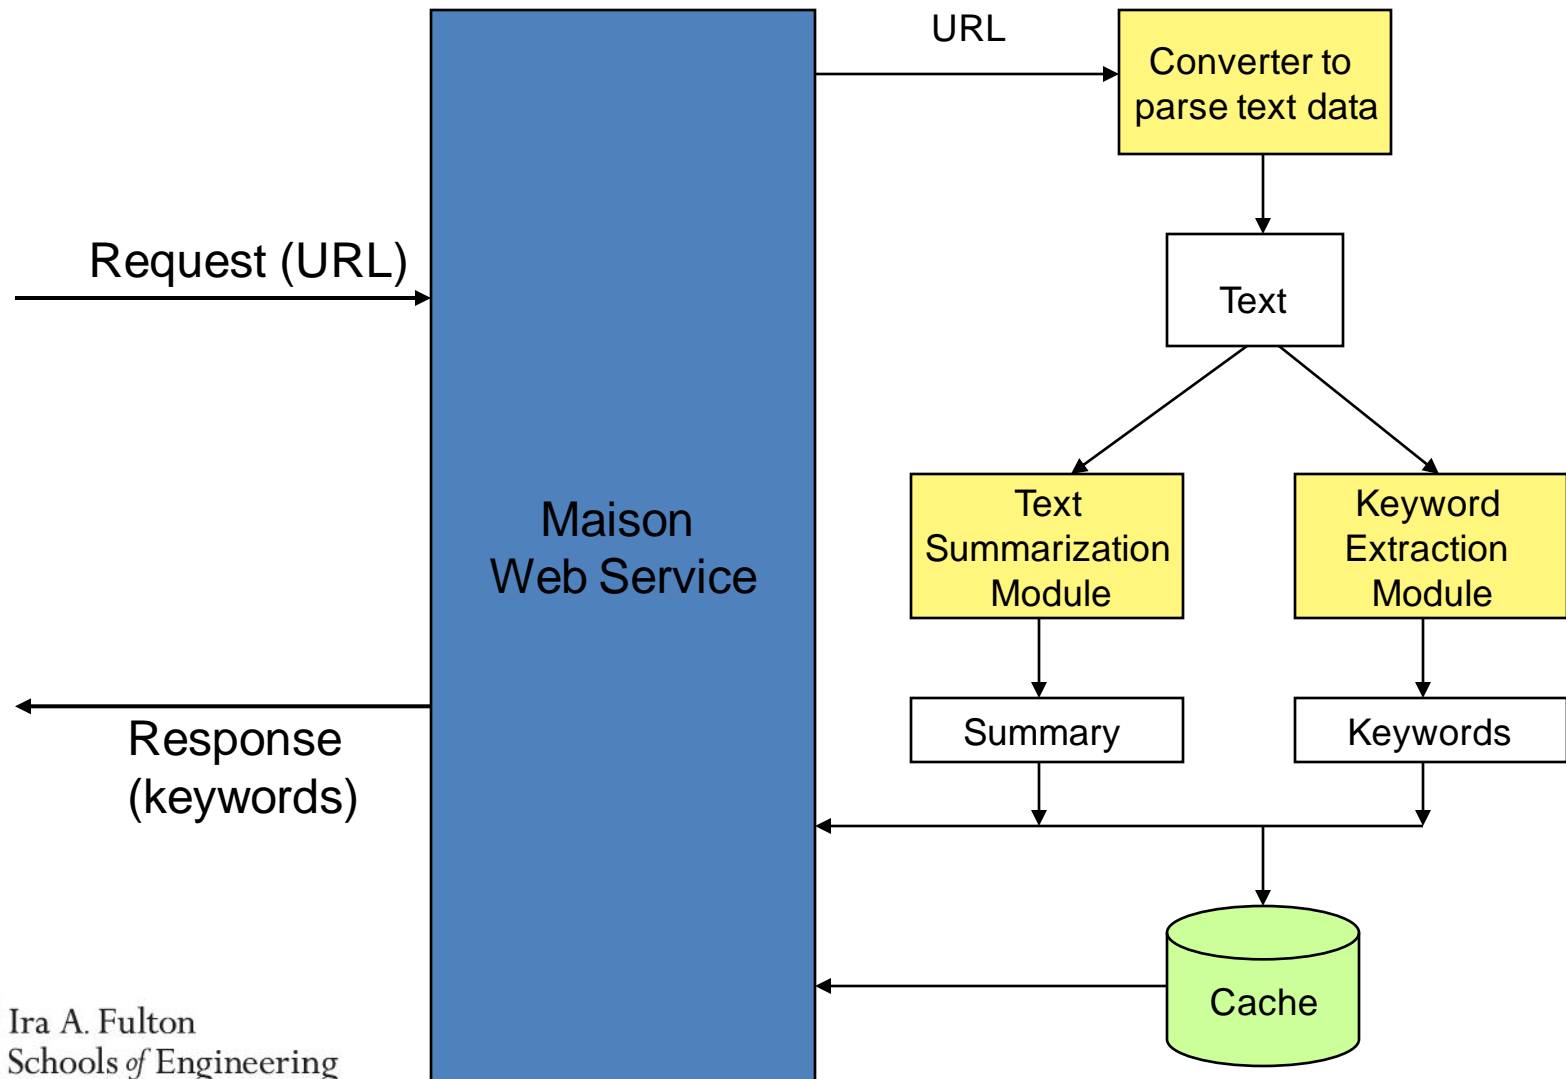 URL
Converter to
parse text data
Request (URL)
Text
Maison
Web Service
Text
Summarization
Module
Keyword
Extraction
Module
Response
(keywords)
Summary
Keywords
Cache
Ira A. Fulton
Schools of Engineering